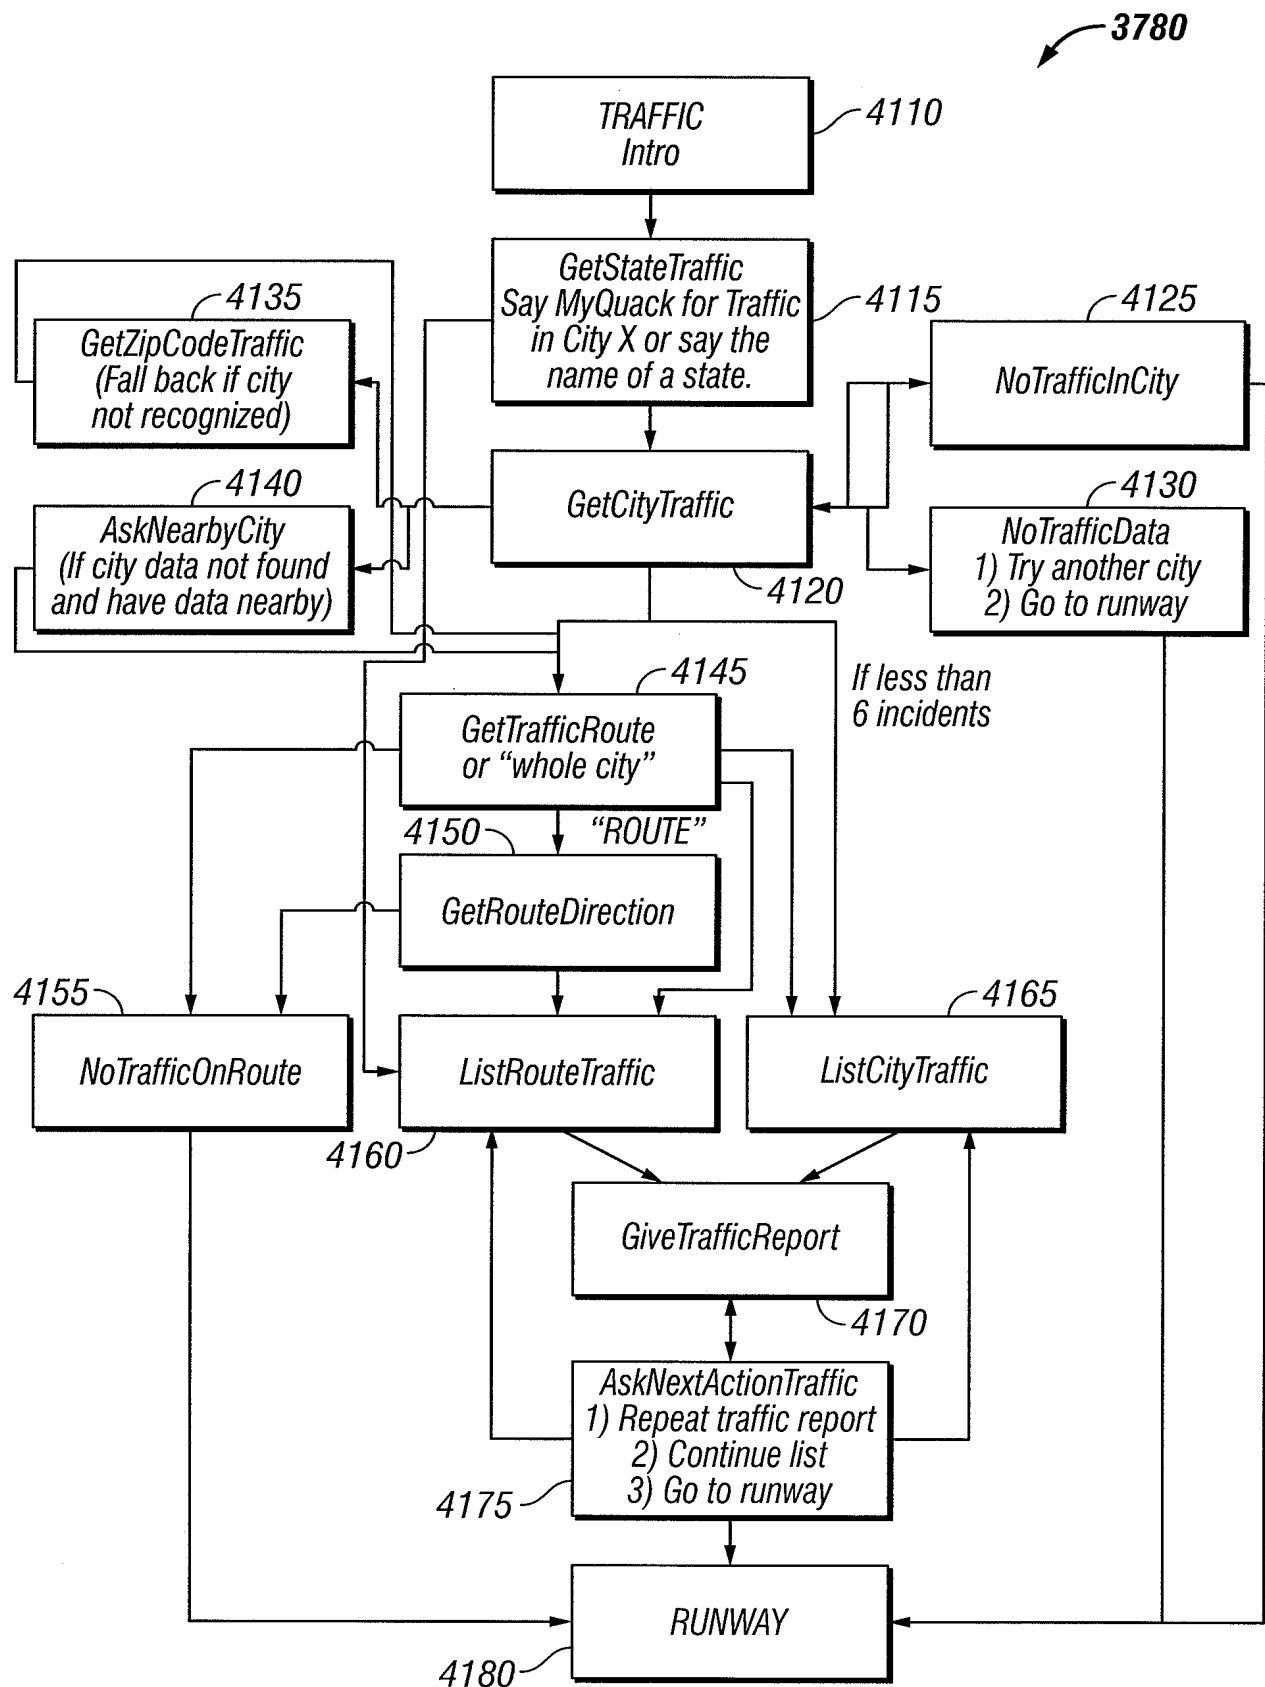 3780
TRAFFIC
Intro
4110
GetStateTraffic
Say MyQuack for Traffic
in City X or say the
name of a state.
4115
4135
GetZipCodeTraffic
(Fall back if city
not recognized)
4125
NoTrafficInCity
GetCityTraffic
4120
4140
AskNearbyCity
(If city data not found
and have data nearby)
4130
NoTrafficData
1) Try another city
2) Go to runway
If less than
6 incidents
4145
GetTrafficRoute
or “whole city”
4150
“ROUTE”
GetRouteDirection
4155
NoTrafficOnRoute
ListRouteTraffic
4160
4165
ListCityTraffic
GiveTrafficReport
4170
AskNextActionTraffic
1) Repeat traffic report
2) Continue list
3) Go to runway
4175
RUNWAY
4180